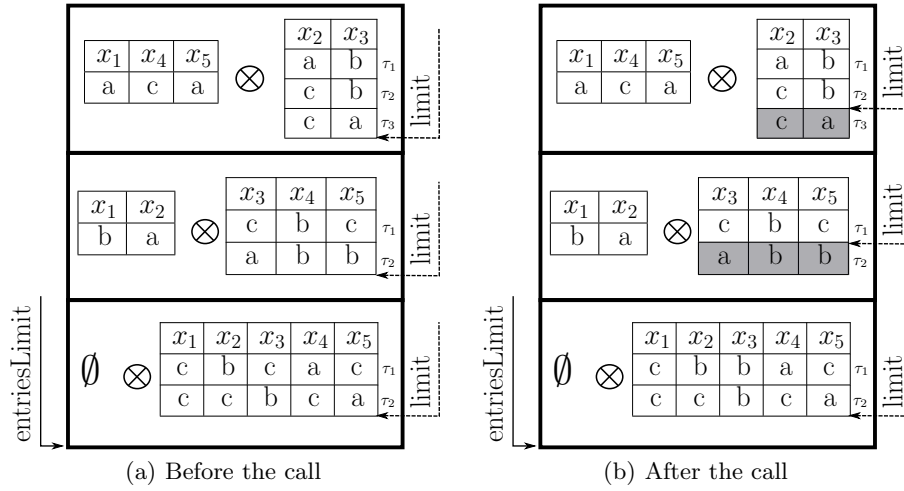 x₁ x₄ x₅
a c a
⊗
x₂ x₃
a b τ₁
c b τ₂
c a τ₃
limit
x₁ x₂
b a
⊗
x₃ x₄ x₅
c b c τ₁
a b b τ₂
limit
entriesLimit
∅ ⊗
x₁ x₂ x₃ x₄ x₅
c b c a c τ₁
c c b c a τ₂
limit
(a) Before the call
x₁ x₄ x₅
a c a
⊗
x₂ x₃
a b τ₁
c b τ₂
c a τ₃
limit
x₁ x₂
b a
⊗
x₃ x₄ x₅
c b c τ₁
a b b τ₂
limit
entriesLimit
∅ ⊗
x₁ x₂ x₃ x₄ x₅
c b b a c τ₁
c c b c a τ₂
limit
(b) After the call